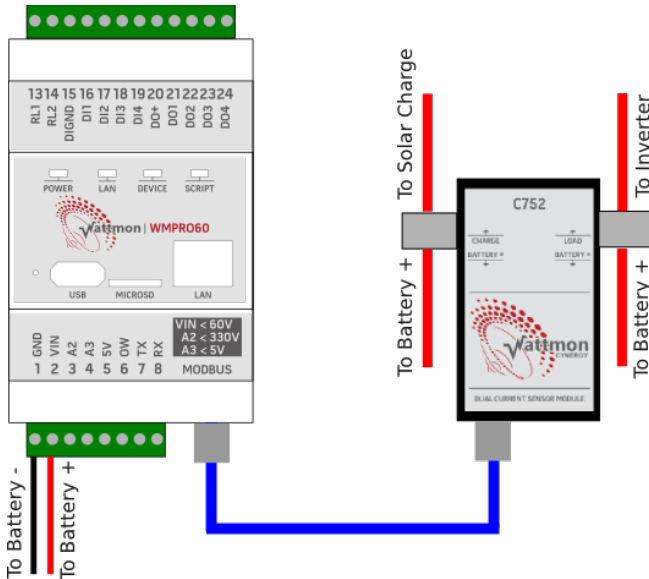 13 14 15 16 17 18 19 20 21 22 23 24
RL1 RL2 DIGND DI1 DI2 DI3 DI4 DO+ DO1 DO2 DO3 DO4
POWER LAN DEVICE SCRIPT
Wattmon | WMPRO60
USB MICROSD LAN
VIN < 60V
A2 < 330V
A3 < 5V
GND VIN A2 A3 5V OW TX RX
1 2 3 4 5 6 7 8 MODBUS
To Battery -
To Battery +
To Solar Charge
To Battery +
C752
CHARGE LOAD
BATTERY + BATTERY +
Wattmon
CYNERGY
DUAL CURRENT SENSOR MODULE
To Inverter
To Battery +